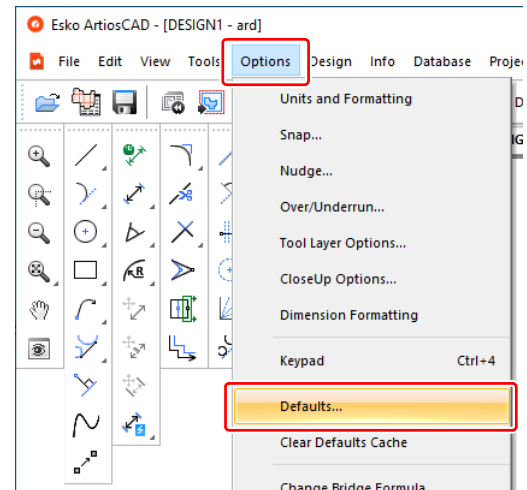 Esko ArtiosCAD - [DESIGN1 - ard]
File Edit View Tools Options Design Info Database
Units and Formatting
Snap...
Nudge...
Over/Underrun...
Tool Layer Options...
CloseUp Options...
Dimension Formatting
Keypad Ctrl+4
Defaults...
Clear Defaults Cache
Change Bridge Formula